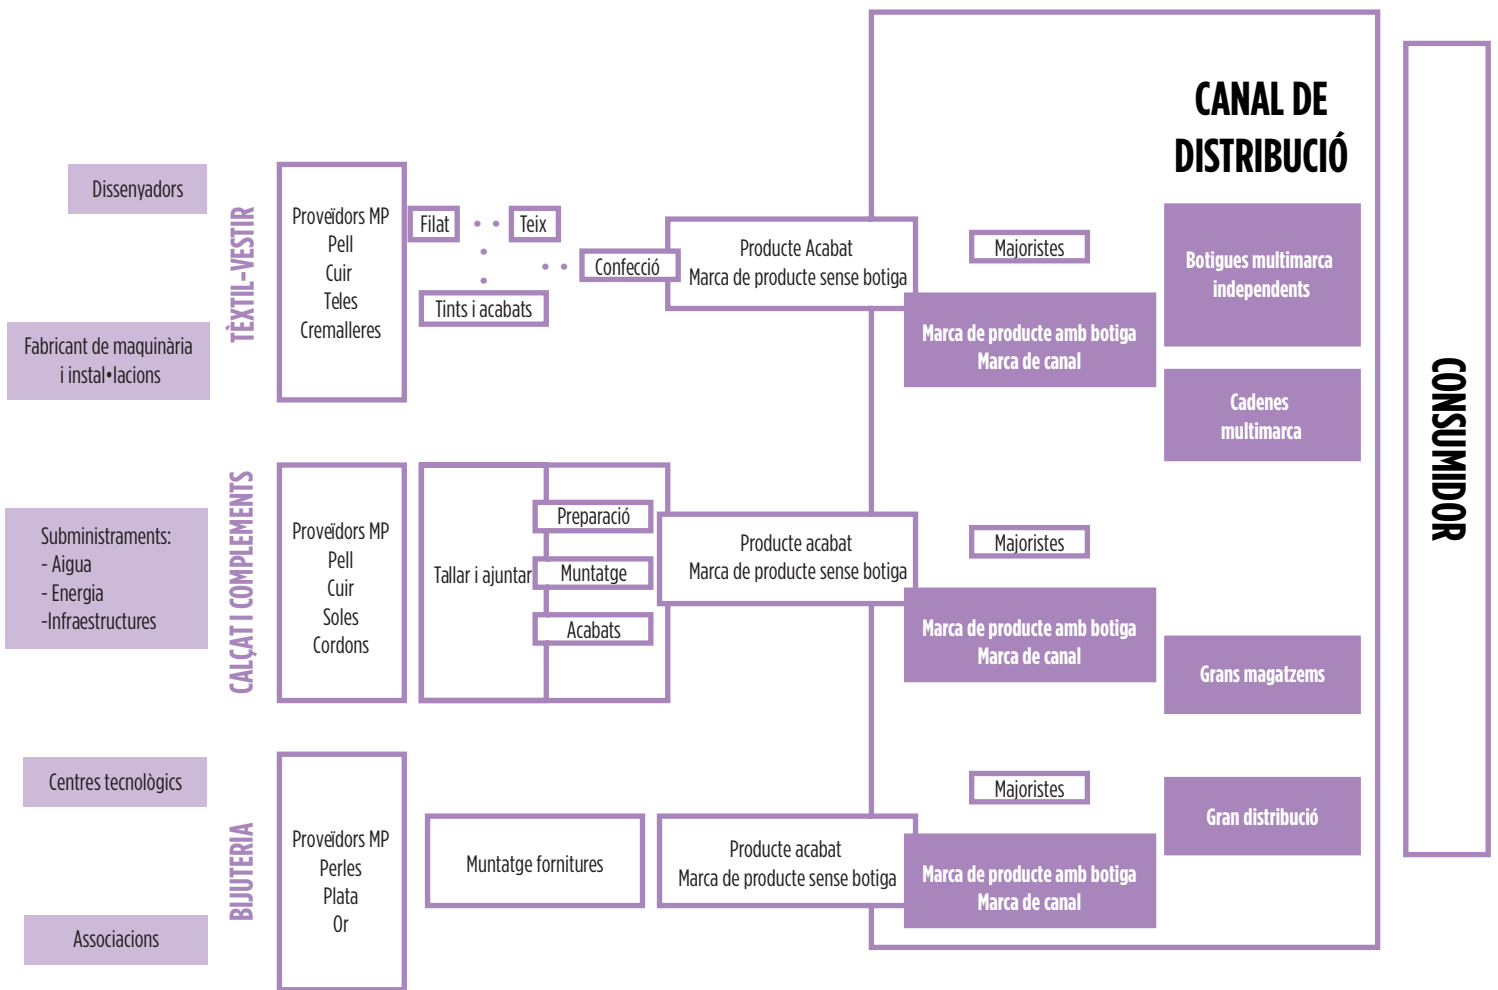 CANAL DE
DISTRIBUCIÓ
CONSUMIDOR
Dissenyadors
Fabricant de maquinària
i instal•lacions
Subministraments:
- Aigua
- Energia
-Infraestructures
Centres tecnològics
Associacions
TÈXTIL-VESTIR
Proveïdors MP
Pell
Cuir
Teles
Cremalleres
Filat
Teix
Tints i acabats
Confecció
Producte Acabat
Marca de producte sense botiga
Majoristes
Marca de producte amb botiga
Marca de canal
Botigues multimarca
independents
Cadenes
multimarca
CALÇAT I COMPLEMENTS
Proveïdors MP
Pell
Cuir
Soles
Cordons
Tallar i ajuntar
Preparació
Muntatge
Acabats
Producte acabat
Marca de producte sense botiga
Majoristes
Marca de producte amb botiga
Marca de canal
Grans magatzems
BIJUTERIA
Proveïdors MP
Perles
Plata
Or
Muntatge fornitures
Producte acabat
Marca de producte sense botiga
Majoristes
Marca de producte amb botiga
Marca de canal
Gran distribució